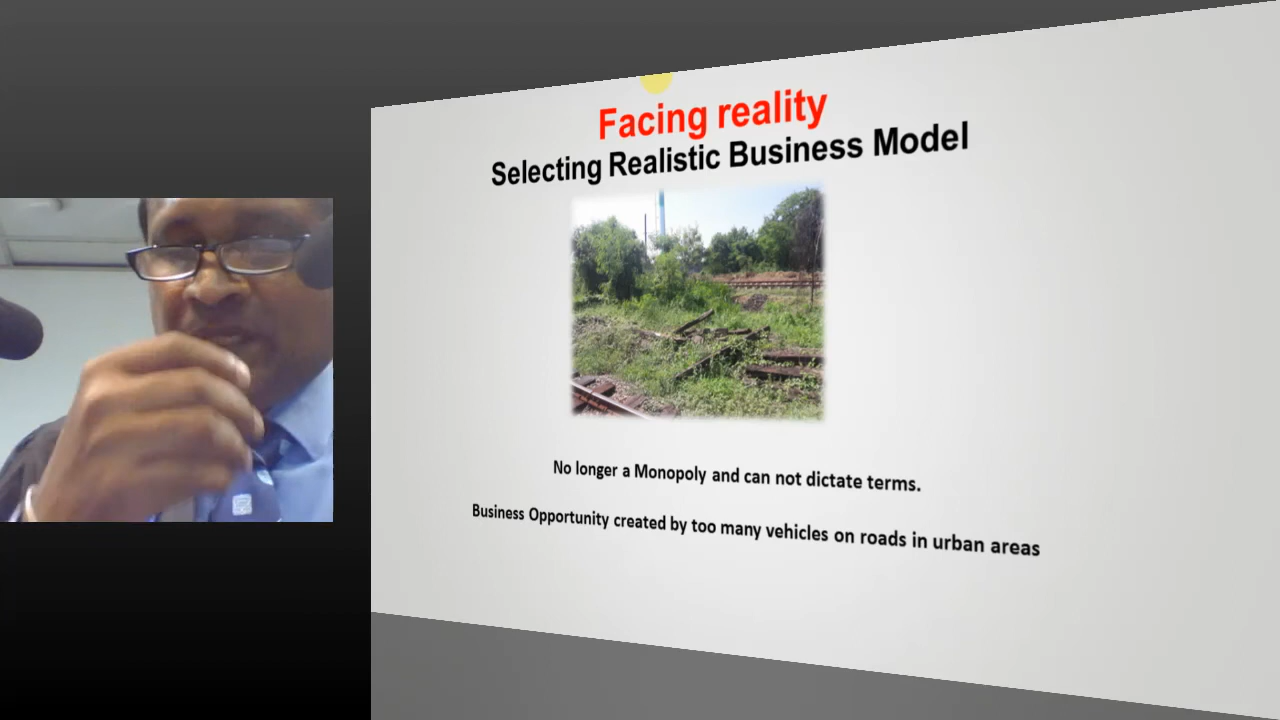 Facing reality
Selecting Realistic Business Model
No longer a Monopoly and can not dictate terms.
Business Opportunity created by too many vehicles on roads in urban areas